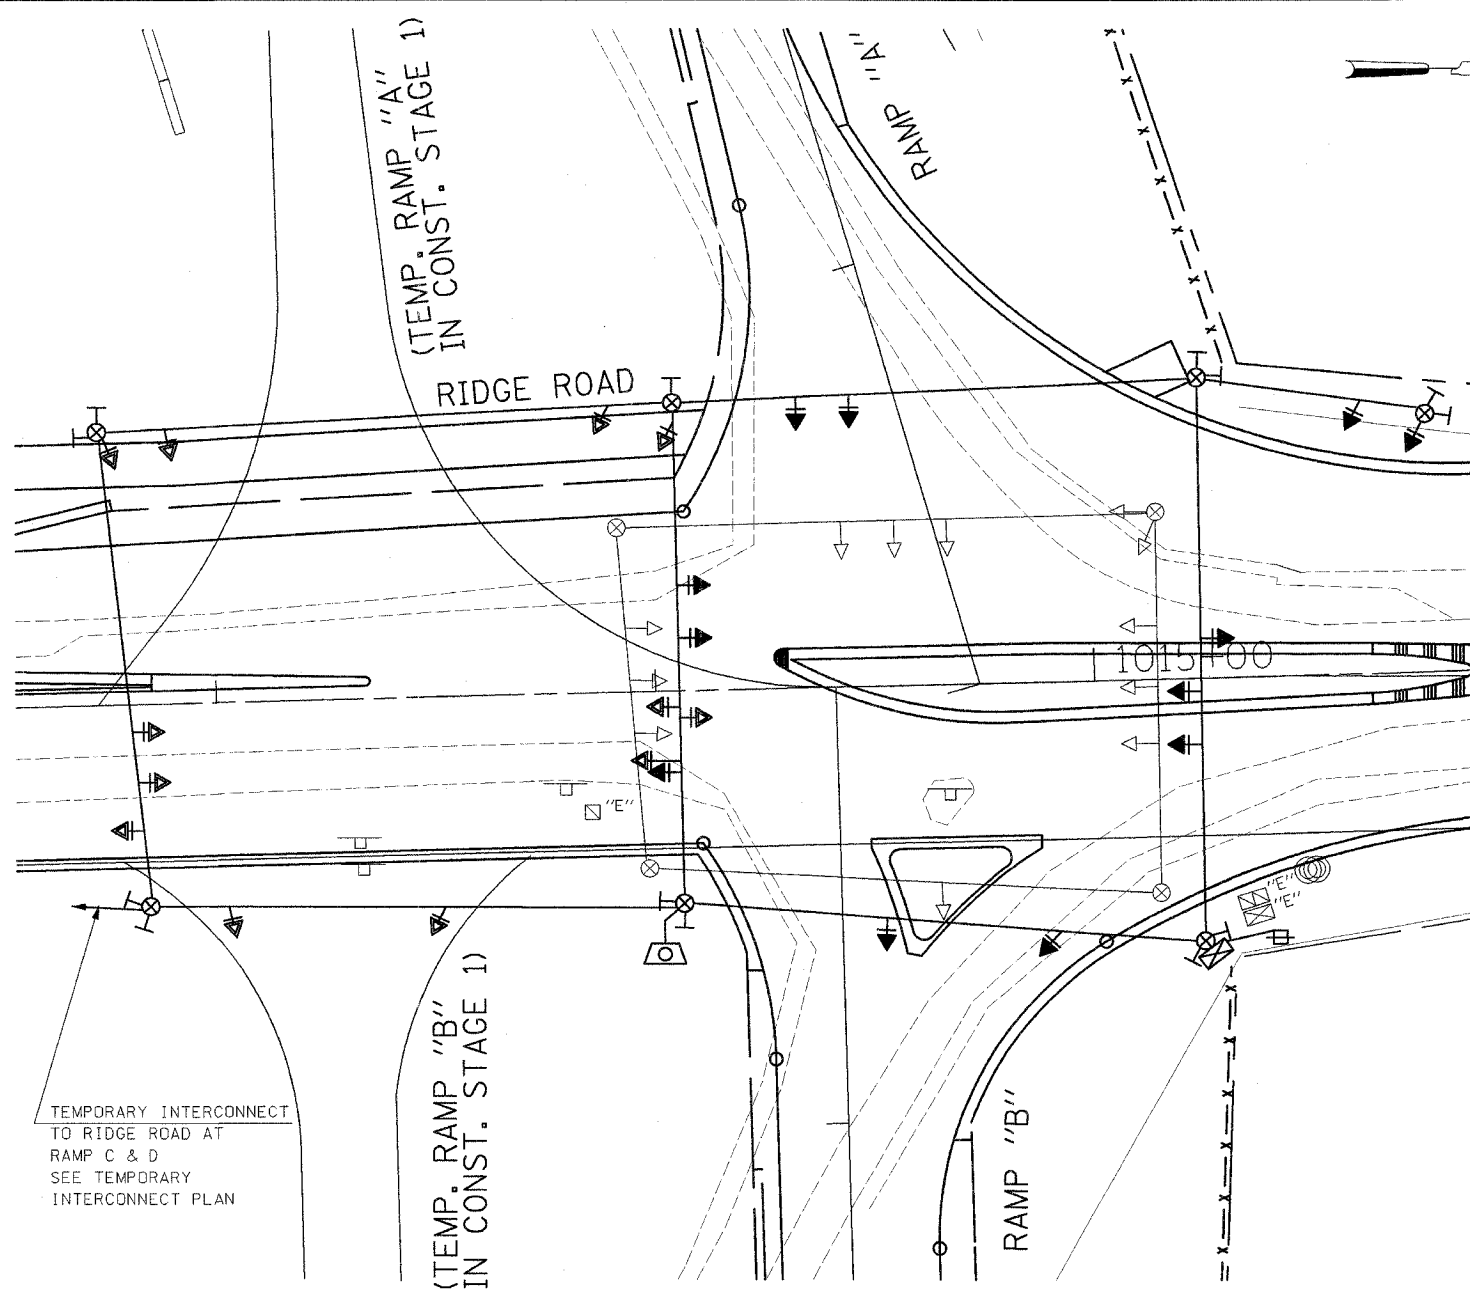 (TEMP. RAMP "A"
IN CONST. STAGE 1)
RAMP "A"
RIDGE ROAD
1015+00
"E"
"E"
"E"
TEMPORARY INTERCONNECT
TO RIDGE ROAD AT
RAMP C & D
SEE TEMPORARY
INTERCONNECT PLAN
(TEMP. RAMP "B"
IN CONST. STAGE 1)
RAMP "B"